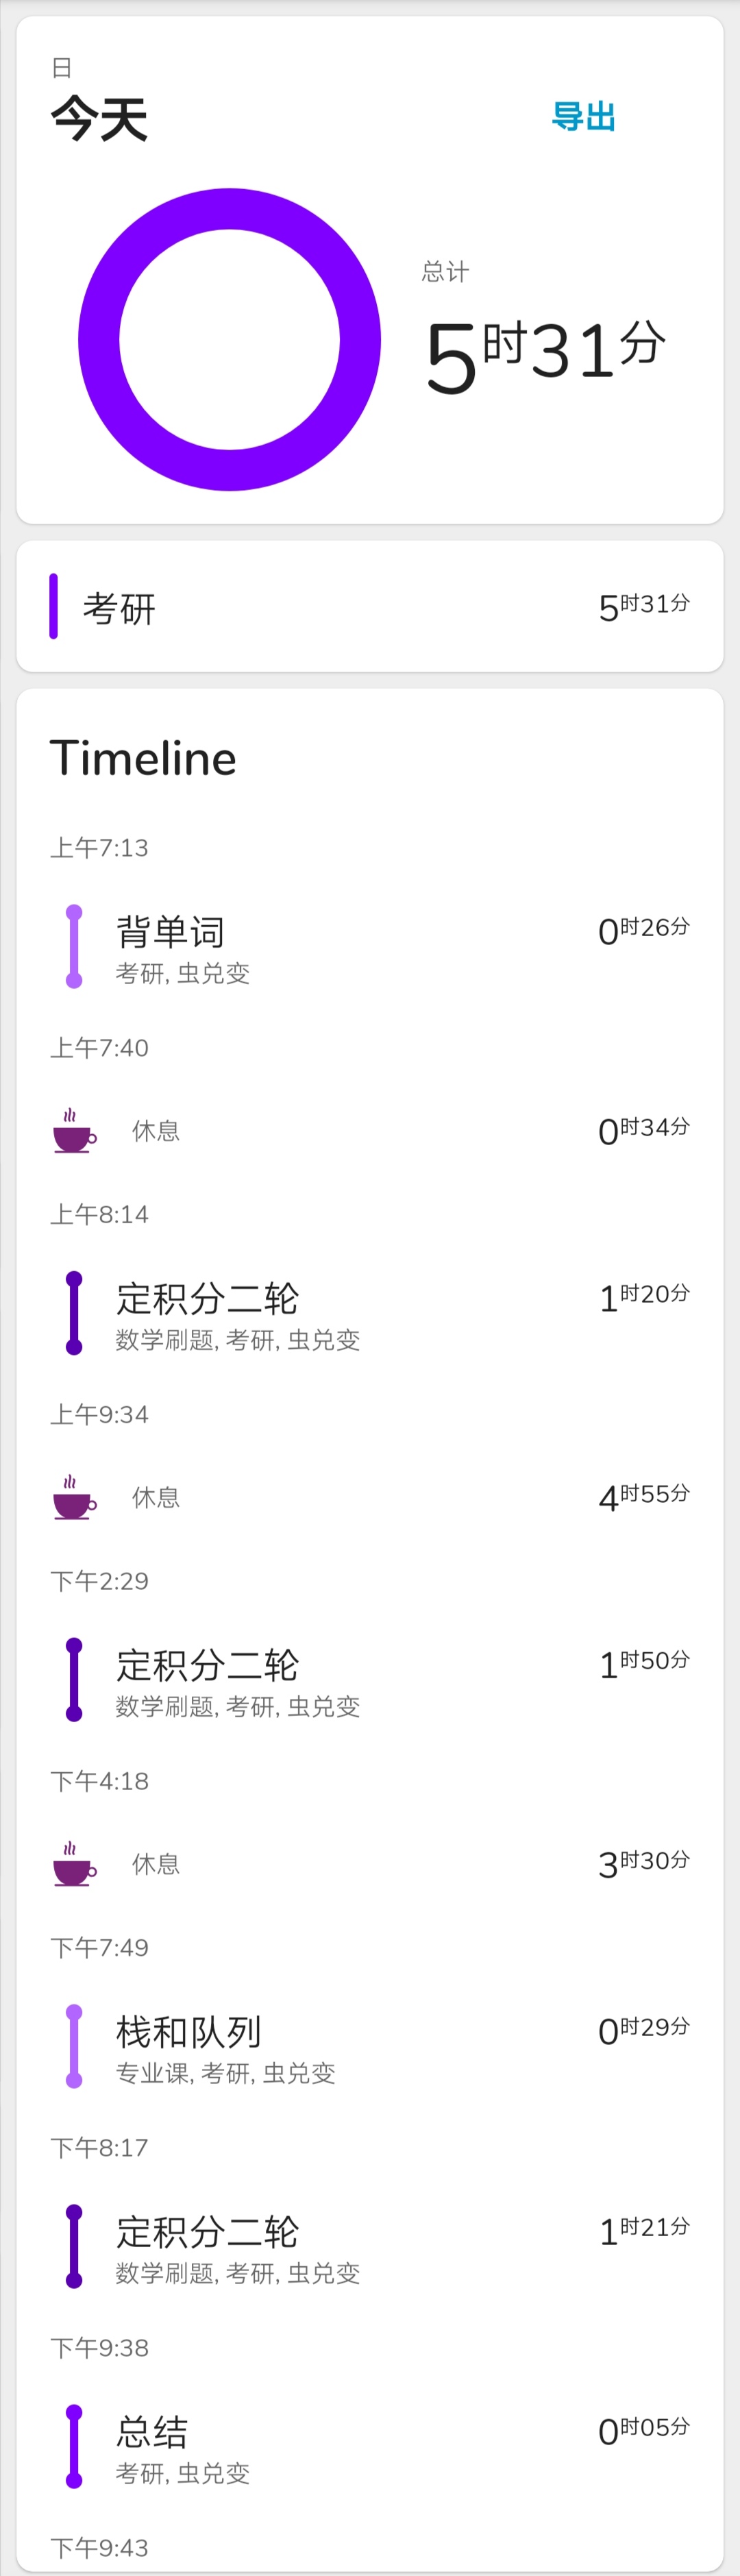 日
今天
导出
总计
5时31分
考研 5时31分
Timeline
上午7:13
背单词 0时26分
考研, 虫兑变
上午7:40
休息 0时34分
上午8:14
定积分二轮 1时20分
数学刷题, 考研, 虫兑变
上午9:34
休息 4时55分
下午2:29
定积分二轮 1时50分
数学刷题, 考研, 虫兑变
下午4:18
休息 3时30分
下午7:49
栈和队列 0时29分
专业课, 考研, 虫兑变
下午8:17
定积分二轮 1时21分
数学刷题, 考研, 虫兑变
下午9:38
总结 0时05分
考研, 虫兑变
下午9:43